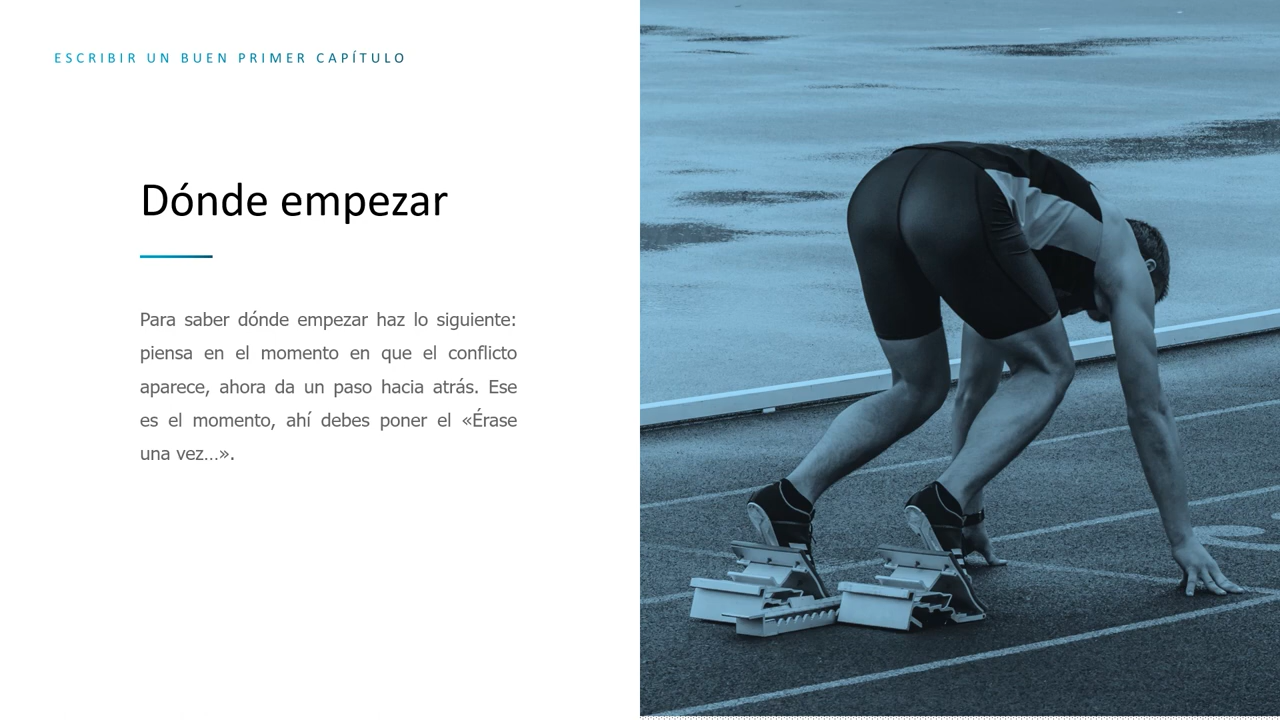 ESCRIBIR UN BUEN PRIMER CAPÍTULO
Dónde empezar
Para saber dónde empezar haz lo siguiente:
piensa en el momento en que el conflicto
aparece, ahora da un paso hacia atrás. Ese
es el momento, ahí debes poner el «Érase
una vez…».